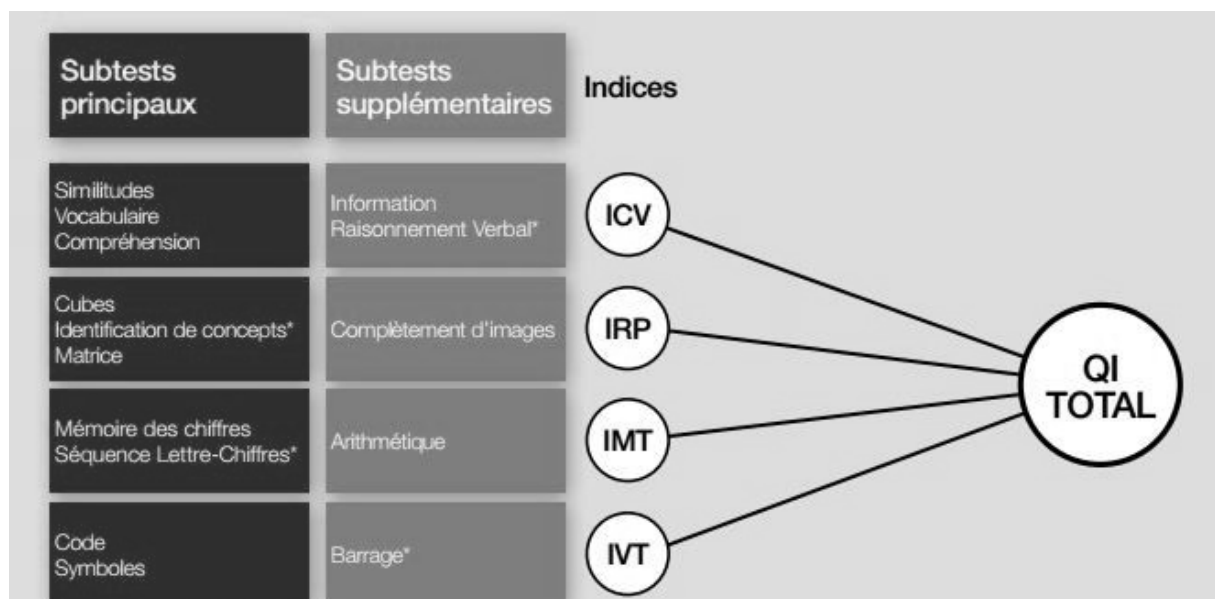 Subtests
principaux
Subtests
supplémentaires
Indices
Similitudes
Vocabulaire
Compréhension
Information
Raisonnement Verbal*
ICV
Cubes
Identification de concepts*
Matrice
Complètement d'images
IRP
Mémoire des chiffres
Séquence Lettre-Chiffres*
Arithmétique
IMT
Code
Symboles
Barrage*
IVT
QI
TOTAL